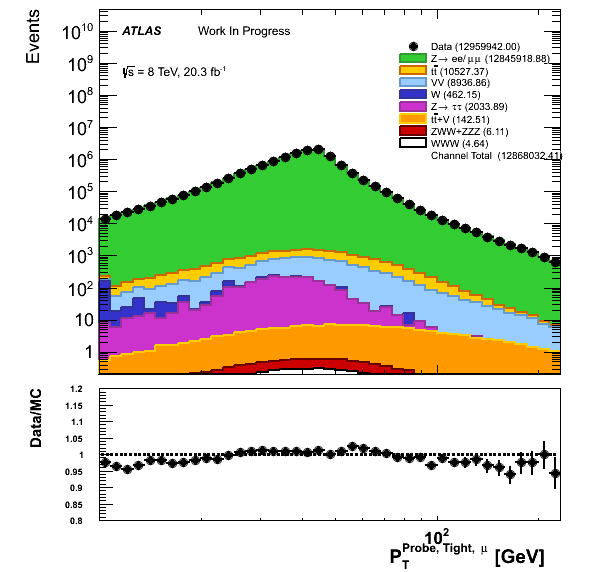 Events
10^10
10^9
10^8
10^7
10^6
10^5
10^4
10^3
10^2
10
1
ATLAS Work In Progress
√s = 8 TeV, 20.3 fb⁻¹
Data (12959942.00)
Z→ ee/μμ (12845918.88)
tt̄ (10527.37)
VV (8936.86)
W (462.15)
Z→ ττ (2033.89)
tt̄+V (142.51)
ZWW+ZZZ (6.11)
WWW (4.64)
Channel Total (12868032.41)
Data/MC
1.2
1.15
1.1
1.05
1
0.95
0.9
0.85
0.8
10^2
P_T^Probe, Tight, μ [GeV]